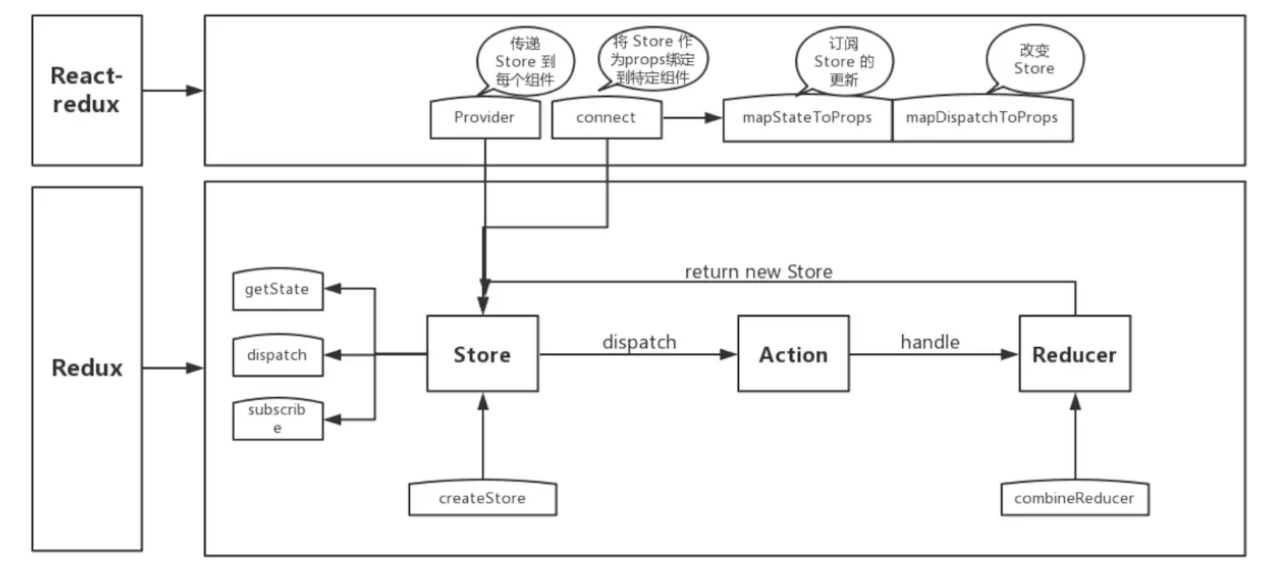 React-
redux
传递
Store 到
每个组件
将 Store 作
为props绑定
到特定组件
订阅
Store 的
更新
改变
Store
Provider
connect
mapStateToProps
mapDispatchToProps
Redux
return new Store
getState
dispatch
subscrib
e
Store
dispatch
Action
handle
Reducer
createStore
combineReducer